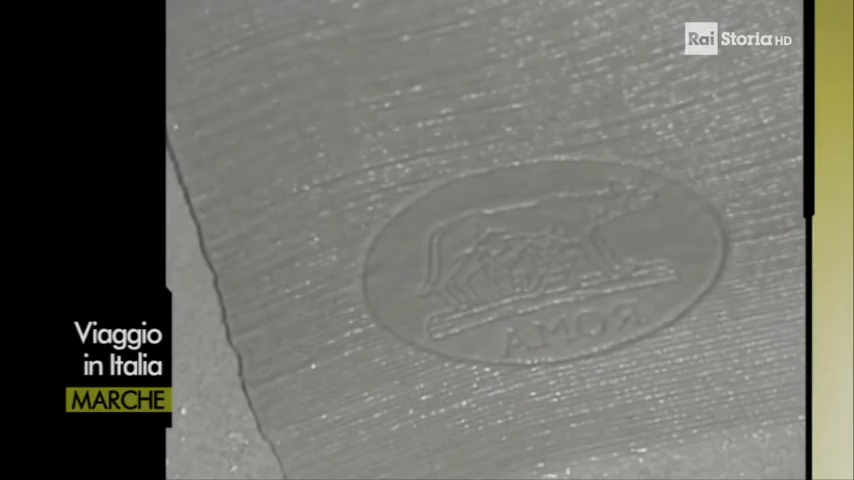 Rai Storia HD
Viaggio
in Italia
MARCHE
ROMA